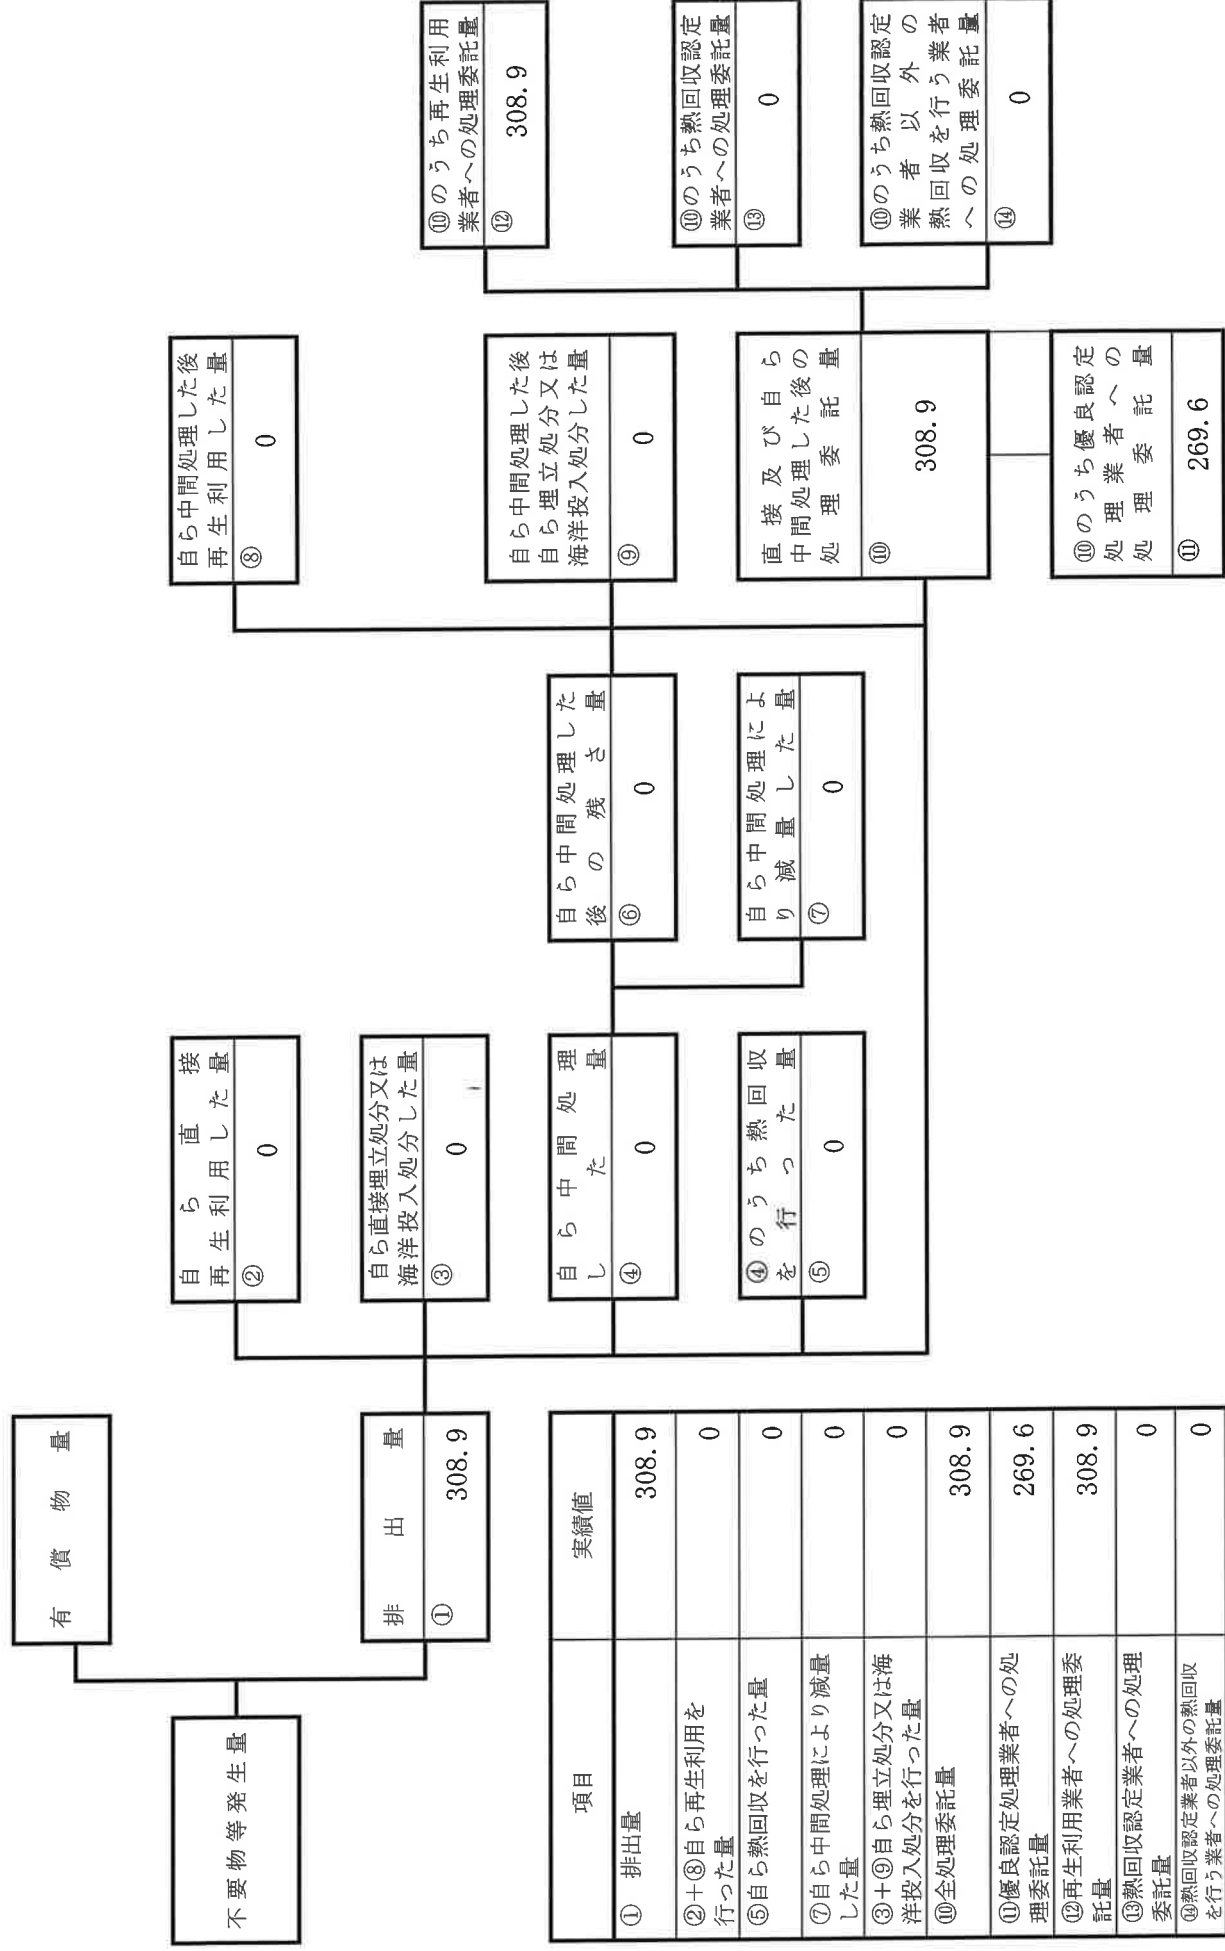 不要物等発生量
有償物量
排出量
① 308.9
自ら直接
再生利用した量
② 0
自ら直接埋立処分又は
海洋投入処分した量
③ 0
自ら中間処理
した量
④ 0
④のうち熱回収
を行った量
⑤ 0
自ら中間処理した
後の残さ量
⑥ 0
自ら中間処理によ
り減量した量
⑦ 0
自ら中間処理した後
再生利用した量
⑧ 0
自ら中間処理した後
自ら埋立処分又は
海洋投入処分した量
⑨ 0
直接及び自ら
中間処理した後の
処理委託量
⑩ 308.9
⑩のうち優良認定
処理業者への
処理委託量
⑪ 269.6
⑩のうち再生利用
業者への処理委託量
⑫ 308.9
⑩のうち熱回収認定
業者への処理委託量
⑬ 0
⑩のうち熱回収認定
業者以外の
熱回収を行う業者
への処理委託量
⑭ 0
項目 実績値
① 排出量 308.9
②+⑧自ら再生利用を
行った量 0
⑤自ら熱回収を行った量 0
⑦自ら中間処理により減量
した量 0
③+⑨自ら埋立処分又は海
洋投入処分を行った量 0
⑩全処理委託量 308.9
⑪優良認定処理業者への処
理委託量 269.6
⑫再生利用業者への処理委
託量 308.9
⑬熱回収認定業者への処理
委託量 0
⑭熱回収認定業者以外の熱回収
を行う業者への処理委託量 0